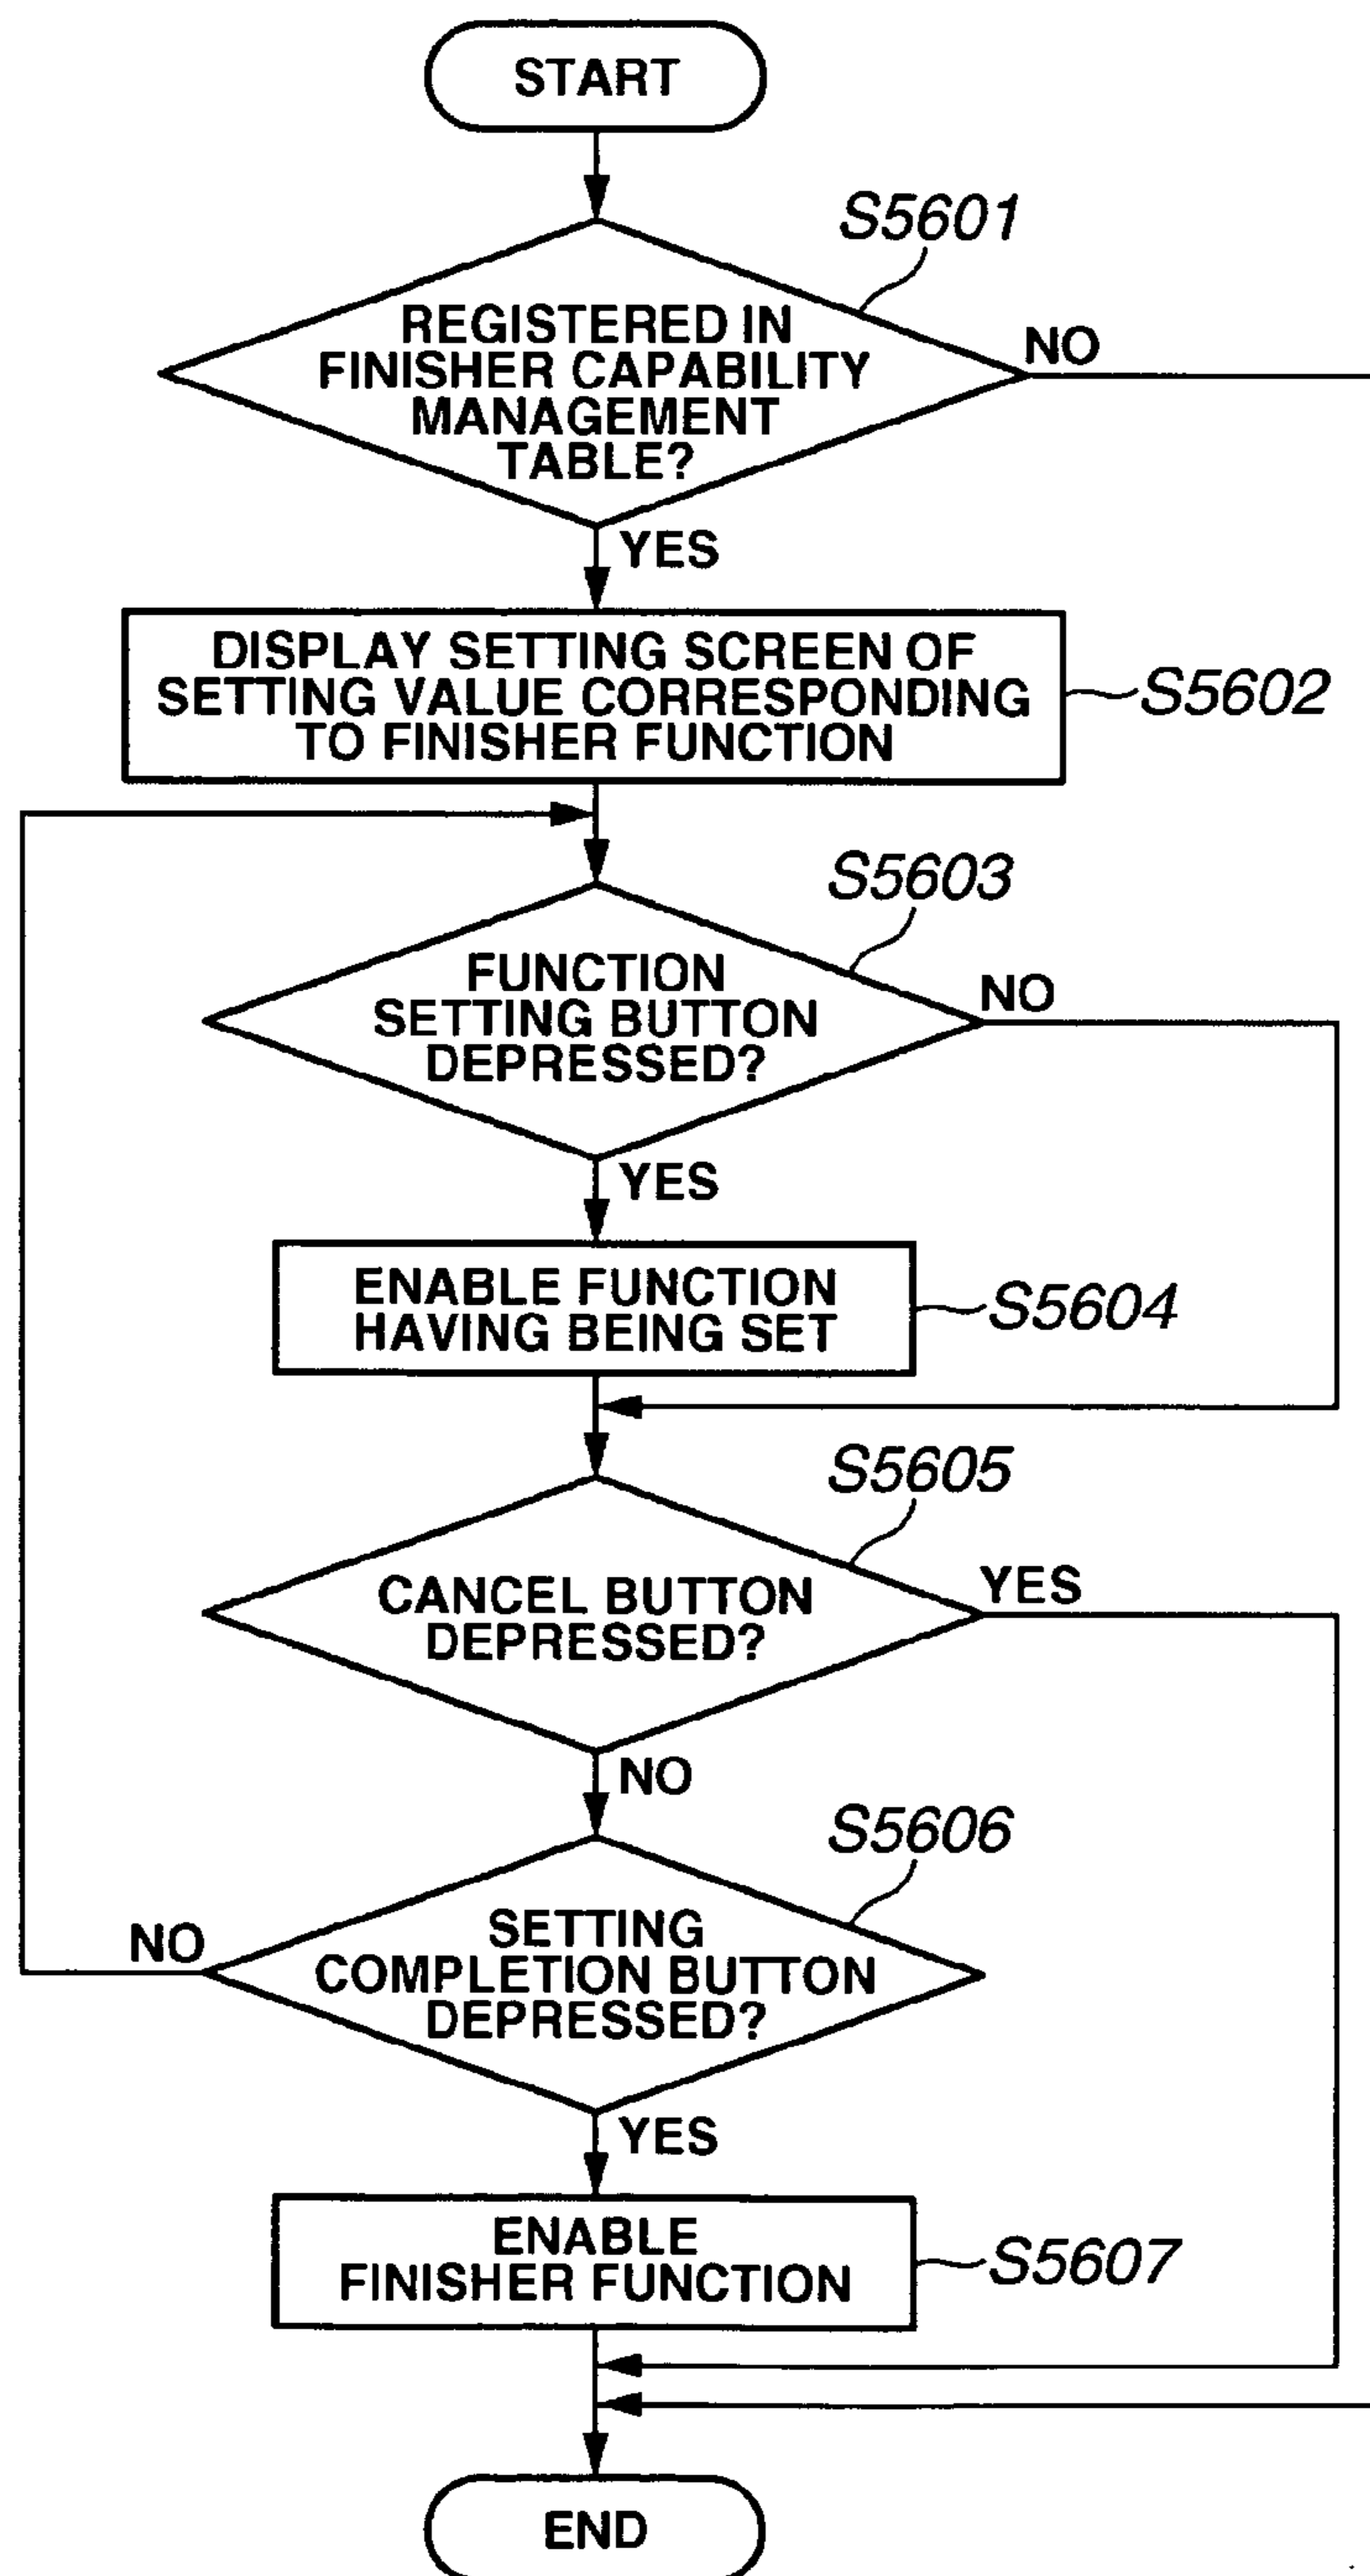 START
S5601
REGISTERED IN
FINISHER CAPABILITY
MANAGEMENT
TABLE?
NO
YES
DISPLAY SETTING SCREEN OF
SETTING VALUE CORRESPONDING
TO FINISHER FUNCTION
S5602
S5603
FUNCTION
SETTING BUTTON
DEPRESSED?
NO
YES
ENABLE FUNCTION
HAVING BEING SET
S5604
S5605
CANCEL BUTTON
DEPRESSED?
YES
NO
S5606
SETTING
COMPLETION BUTTON
DEPRESSED?
NO
YES
ENABLE
FINISHER FUNCTION
S5607
END